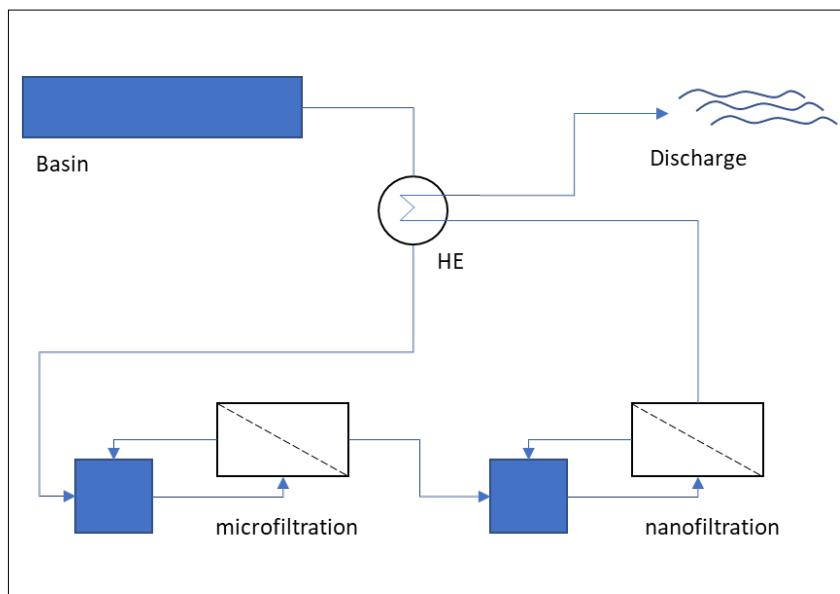 Basin
Discharge
HE
microfiltration
nanofiltration